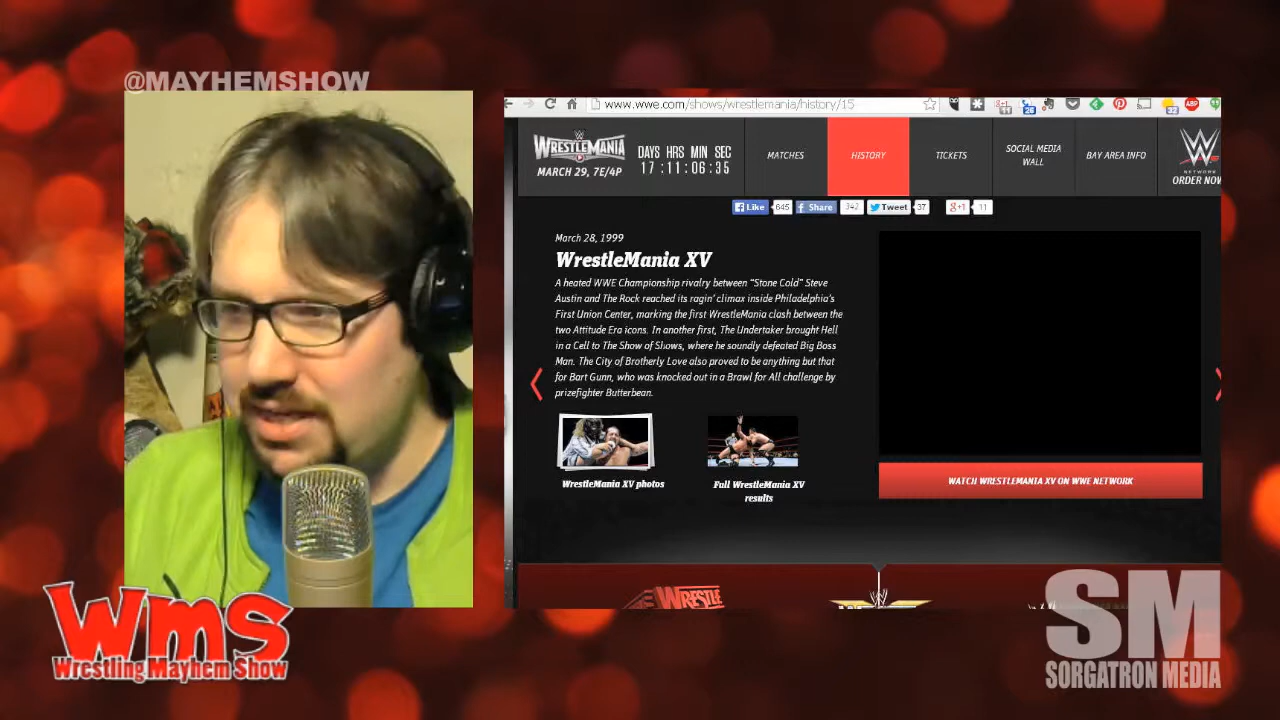 @MAYHEMSHOW
www.wwe.com/shows/wrestlemania/history/15
WRESTLEMANIA
MARCH 29, 7E/4P
DAYS HRS MIN SEC
17:11:06:35
MATCHES
HISTORY
TICKETS
SOCIAL MEDIA
WALL
BAY AREA INFO
NETWORK
ORDER NOW
Like 645 Share 342 Tweet 37 +1 11
March 28, 1999
WrestleMania XV
A heated WWE Championship rivalry between "Stone Cold" Steve
Austin and The Rock reached its ragin' climax inside Philadelphia's
First Union Center, marking the first WrestleMania clash between the
two Attitude Era icons. In another first, The Undertaker brought Hell
in a Cell to The Show of Shows, where he soundly defeated Big Boss
Man. The City of Brotherly Love also proved to be anything but that
for Bart Gunn, who was knocked out in a Brawl for All challenge by
prizefighter Butterbean.
WrestleMania XV photos
Full WrestleMania XV
results
WATCH WRESTLEMANIA XV ON WWE NETWORK
WRESTLE
WMS
Wrestling Mayhem Show
SM
SORGATRON MEDIA